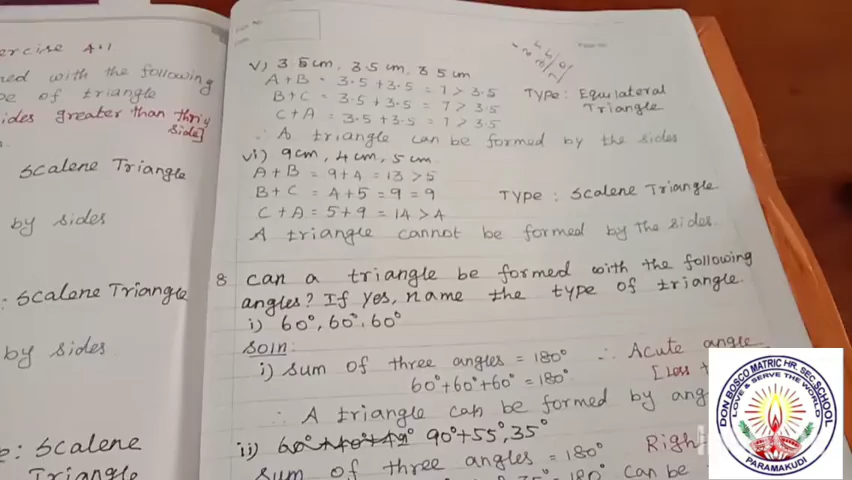 ercise 4.1
ned with the following
pe of triangle
ides greater than thriy
side]
Scalene Triangle
by sides
: Scalene Triangle
by sides.
e: Scalene
Triangle
v) 3.5cm, 3.5cm, 3.5cm
A+B = 3.5+3.5 = 7 > 3.5
B+C = 3.5+3.5 = 7 > 3.5
C+A = 3.5+3.5 = 7 > 3.5
Type: Equilateral
Triangle
∴ A triangle can be formed by the sides
vi) 9cm, 4cm, 5cm
A+B = 9+4 = 13 > 5
B+C = 4+5 = 9 = 9
C+A = 5+9 = 14 > 4
Type: Scalene Triangle
A triangle cannot be formed by the sides.
8 can a triangle be formed with the following
angles? If yes, name the type of triangle.
i) 60°, 60°, 60°
Soln:
i) Sum of three angles = 180° ∴ Acute angle
60°+60°+60° = 180° [Less
∴ A triangle can be formed by ang
ii) 90°+55°, 35° Righ
Sum of three angles = 180°
= 180° can be
DON BOSCO MATRIC HR. SEC. SCHOOL
LOVE & SERVE THE WORLD
PARAMAKUDI